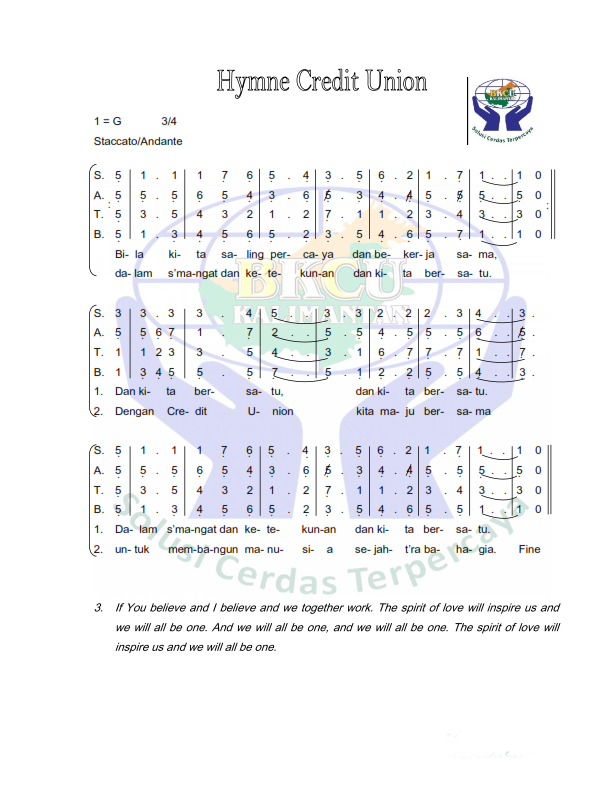 Hymne Credit Union
BKCU
KALIMANTAN
Solusi Cerdas Terpercaya
1 = G 3/4
Staccato/Andante
S. 5 | 1 . 1 | 1 7 6 | 5 . 4 | 3 . 5 | 6 . 2 | 1 . 7 | 1 . . | 1 0 ||
A. 5 | 5 . 5 | 6 5 4 | 3 . 6 | 5 . 3 | 4 . 4 | 5 . 5 | 5 . . | 5 0
T. 5 | 3 . 5 | 4 3 2 | 1 . 2 | 7 . 1 | 1 . 2 | 3 . 4 | 3 . . | 3 0
B. 5 | 1 . 3 | 4 5 6 | 5 . 2 | 3 . 5 | 4 . 6 | 5 . 7 | 1 . . | 1 0
Bi- la ki- ta sa- ling per- ca- ya dan be- ker- ja sa- ma,
da- lam s'ma-ngat dan ke- te- kun-an dan ki- ta ber- sa- tu.
BKCU
KALIMANTAN
S. 3 | 3 . 3 | 3 . 4 | 5 . . | 3 . 3 | 2 2 | 2 . 3 | 4 . . | 3 .
A. 5 | 5 6 7 | 1 . 7 | 2 . . | 5 . 5 | 4 5 | 5 . 5 | 6 . . | 5 .
T. 1 | 1 2 3 | 3 . 5 | 4 . . | 3 . 1 | 6 . 7 | 7 . 7 | 1 . . | 7 .
B. 1 | 3 4 5 | 5 . 5 | 7 . . | 5 . 1 | 2 2 | 5 . 5 | 4 . . | 3 .
1. Dan ki- ta ber- sa- tu, dan ki- ta ber- sa- tu.
2. Dengan Cre- dit U- nion kita ma- ju ber- sa- ma
S. 5 | 1 . 1 | 1 7 6 | 5 . 4 | 3 . 5 | 6 . 2 | 1 . 7 | 1 . . | 1 0 ||
A. 5 | 5 . 5 | 6 5 4 | 3 . 6 | 5 . 3 | 4 . 4 | 5 . 5 | 5 . . | 5 0
T. 5 | 3 . 5 | 4 3 2 | 1 . 2 | 7 . 1 | 1 . 2 | 3 . 4 | 3 . . | 3 0
B. 5 | 1 . 3 | 4 5 6 | 5 . 2 | 3 . 5 | 4 . 6 | 5 . 5 | 1 . . | 1 0
1. Da- lam s'ma-ngat dan ke- te- kun-an dan ki- ta ber- sa- tu.
2. un- tuk mem-ba-ngun ma- nu- si- a se-jah- t'ra ba- ha- gia. Fine
Solusi Cerdas Terpercaya
3. If You believe and I believe and we together work. The spirit of love will inspire us and
we will all be one. And we will all be one, and we will all be one. The spirit of love will
inspire us and we will all be one.